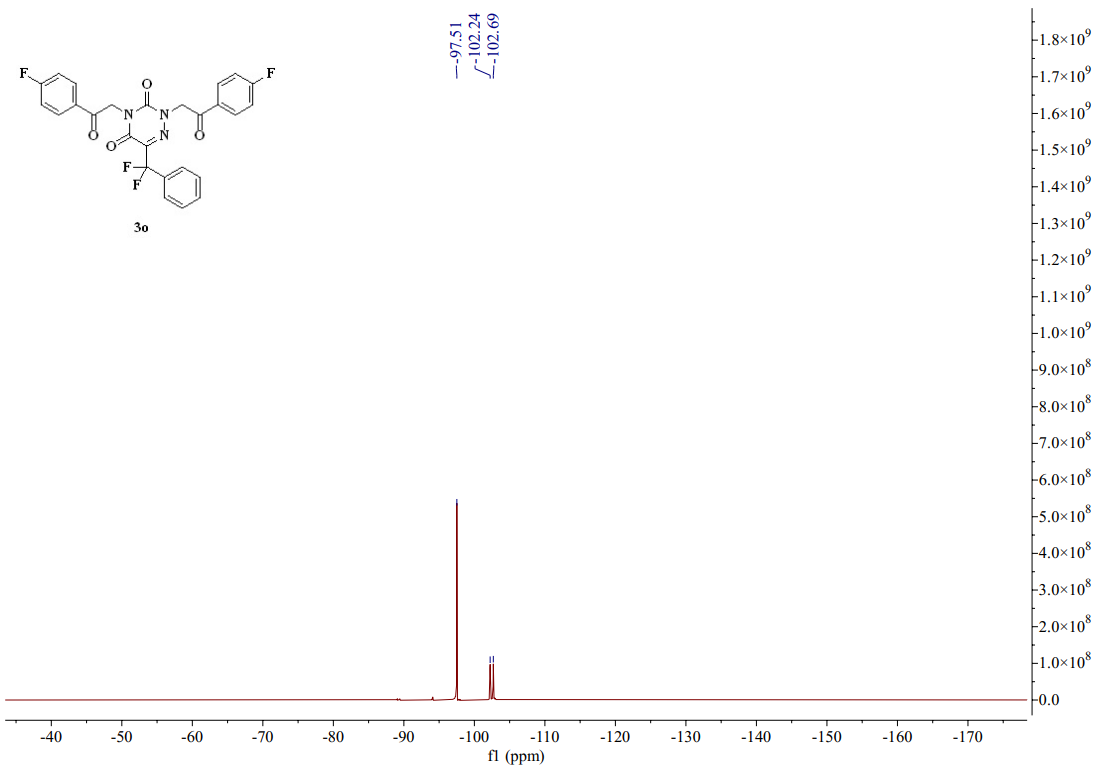 -97.51
-102.24
-102.69
F
F
O
N
N
O
O
O
N
F
F
3o
1.8×10⁹
1.7×10⁹
1.6×10⁹
1.5×10⁹
1.4×10⁹
1.3×10⁹
1.2×10⁹
1.1×10⁹
1.0×10⁹
9.0×10⁸
8.0×10⁸
7.0×10⁸
6.0×10⁸
5.0×10⁸
4.0×10⁸
3.0×10⁸
2.0×10⁸
1.0×10⁸
0.0
-40 -50 -60 -70 -80 -90 -100 -110 -120 -130 -140 -150 -160 -170
f1 (ppm)